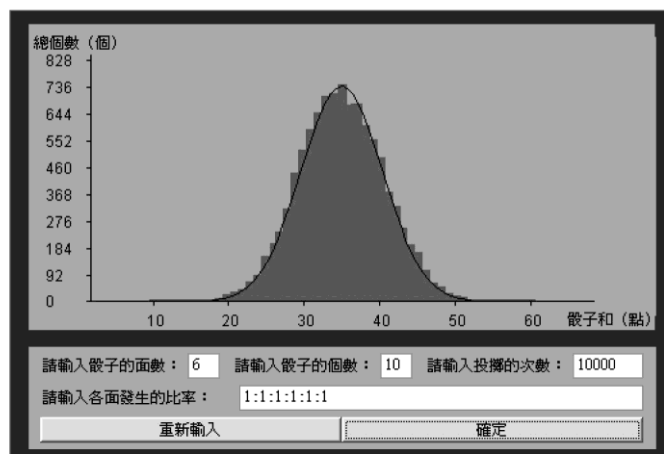 總個數（個）
828
736
644
552
460
368
276
184
92
0
10 20 30 40 50 60 骰子和（點）
請輸入骰子的面數： 6 請輸入骰子的個數： 10 請輸入投擲的次數： 10000
請輸入各面發生的比率： 1:1:1:1:1:1
重新輸入 確定